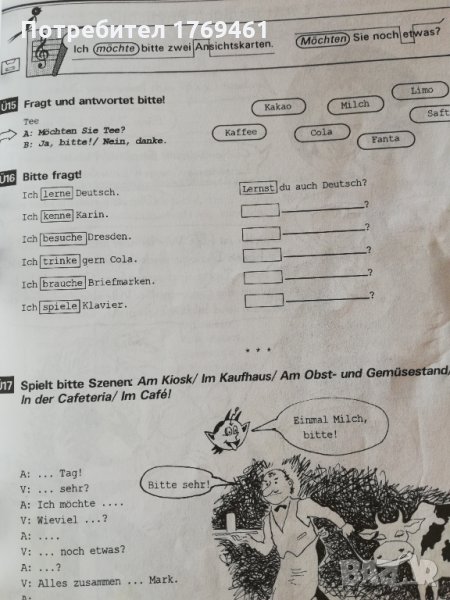 Потребител 1769461
Ich möchte bitte zwei Ansichtskarten. Möchten Sie noch etwas?
Ü15 Fragt und antwortet bitte!
Tee
A: Möchten Sie Tee?
B: Ja, bitte!/ Nein, danke.
Kakao
Milch
Limo
Saft
Kaffee
Cola
Fanta
Ü16 Bitte fragt!
Ich lerne Deutsch. Lernst du auch Deutsch?
Ich kenne Karin. ?
Ich besuche Dresden. ?
Ich trinke gern Cola. ?
Ich brauche Briefmarken. ?
Ich spiele Klavier. ?
* * *
Ü17 Spielt bitte Szenen: Am Kiosk/ Im Kaufhaus/ Am Obst- und Gemüsestand/
In der Cafeteria/ Im Café!
Einmal Milch,
bitte!
Bitte sehr!
A: ... Tag!
V: ... sehr?
A: Ich möchte ....
V: Wieviel ...?
A: ....
V: ... noch etwas?
A: ...?
V: Alles zusammen ... Mark.
BAZAR